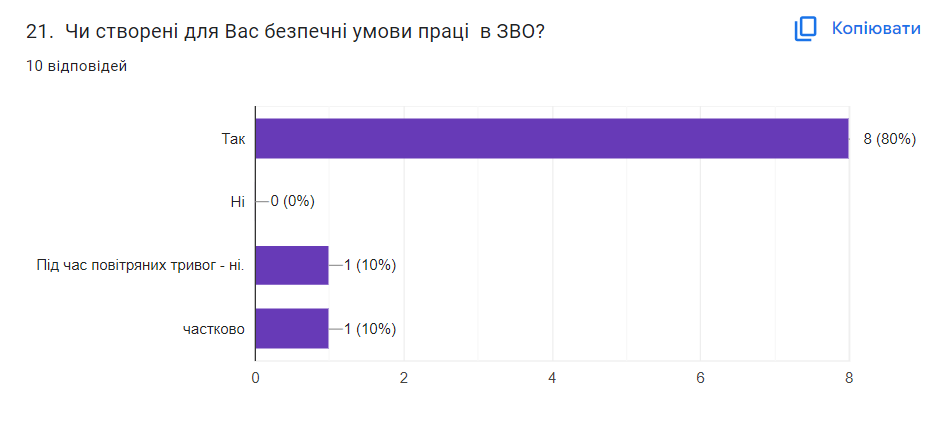 21.  Чи створені для Вас безпечні умови праці  в ЗВО?
Копіювати
10 відповідей
Так
8 (80%)
Ні
0 (0%)
Під час повітряних тривог - ні.
1 (10%)
частково
1 (10%)
0 2 4 6 8